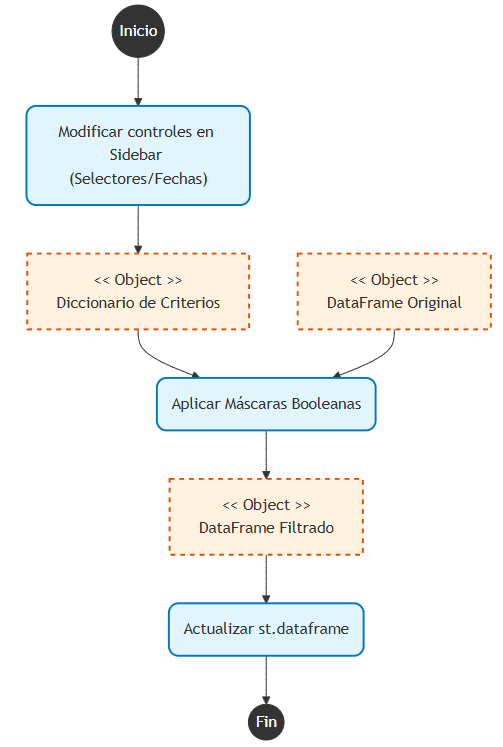 Inicio
Modificar controles en
Sidebar
(Selectores/Fechas)
<< Object >>
Diccionario de Criterios
<< Object >>
DataFrame Original
Aplicar Máscaras Booleanas
<< Object >>
DataFrame Filtrado
Actualizar st.dataframe
Fin